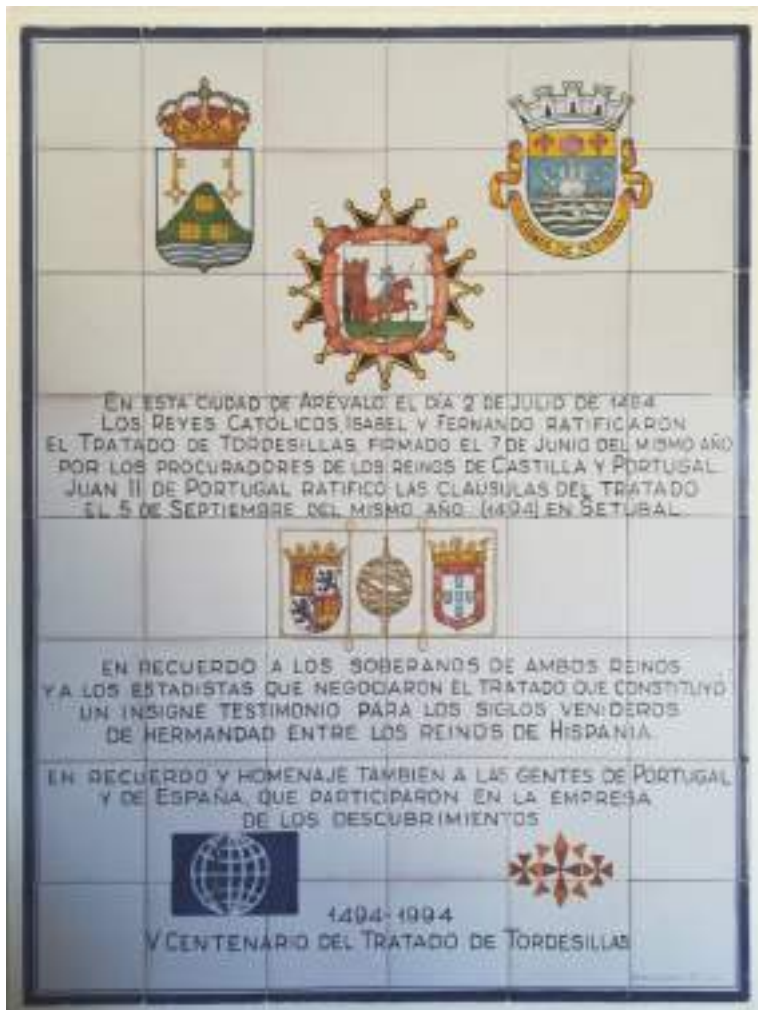 CIUDAD DE SETUBAL
EN ESTA CIUDAD DE ARÉVALO EL DÍA 2 DE JULIO DE 1494
LOS REYES CATÓLICOS ISABEL Y FERNANDO RATIFICARON
EL TRATADO DE TORDESILLAS, FIRMADO EL 7 DE JUNIO DEL MISMO AÑO
POR LOS PROCURADORES DE LOS REINOS DE CASTILLA Y PORTUGAL.
JUAN II DE PORTUGAL RATIFICÓ LAS CLAUSULAS DEL TRATADO
EL 5 DE SEPTIEMBRE DEL MISMO AÑO, (1494) EN SETÚBAL.
EN RECUERDO A LOS SOBERANOS DE AMBOS REINOS
Y A LOS ESTADISTAS QUE NEGOCIARON EL TRATADO QUE CONSTITUYÓ
UN INSIGNE TESTIMONIO PARA LOS SIGLOS VENIDEROS
DE HERMANDAD ENTRE LOS REINOS DE HISPANIA.
EN RECUERDO Y HOMENAJE TAMBIEN A LAS GENTES DE PORTUGAL
Y DE ESPAÑA, QUE PARTICIPARON EN LA EMPRESA
DE LOS DESCUBRIMIENTOS
1494-1994
V CENTENARIO DEL TRATADO DE TORDESILLAS